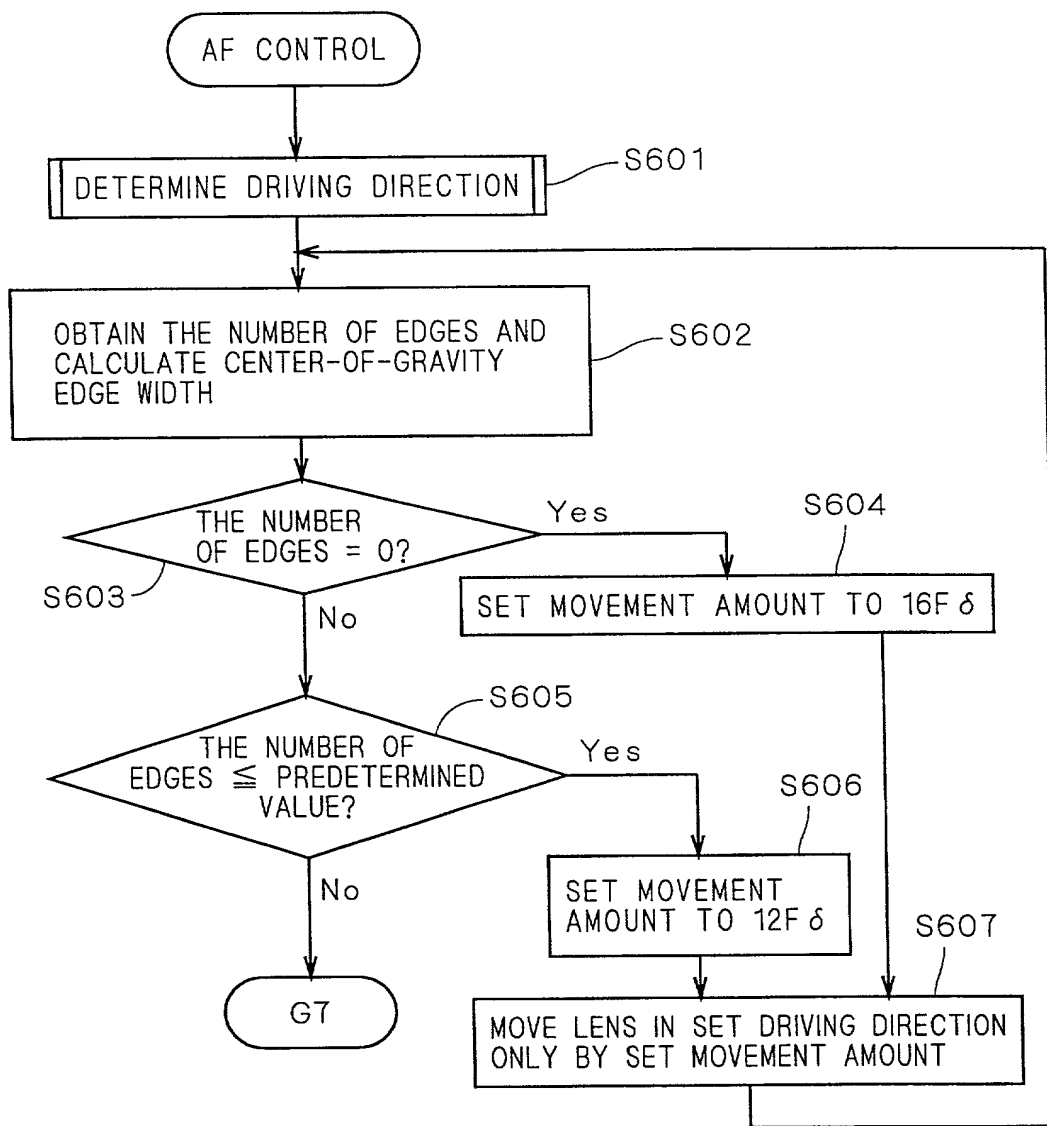 AF CONTROL
DETERMINE DRIVING DIRECTION
S601
OBTAIN THE NUMBER OF EDGES AND
CALCULATE CENTER-OF-GRAVITY
EDGE WIDTH
S602
THE NUMBER
OF EDGES = 0?
S603
Yes
No
S604
SET MOVEMENT AMOUNT TO 16Fδ
S605
THE NUMBER OF
EDGES ≦ PREDETERMINED
VALUE?
Yes
No
S606
SET MOVEMENT
AMOUNT TO 12Fδ
G7
S607
MOVE LENS IN SET DRIVING DIRECTION
ONLY BY SET MOVEMENT AMOUNT